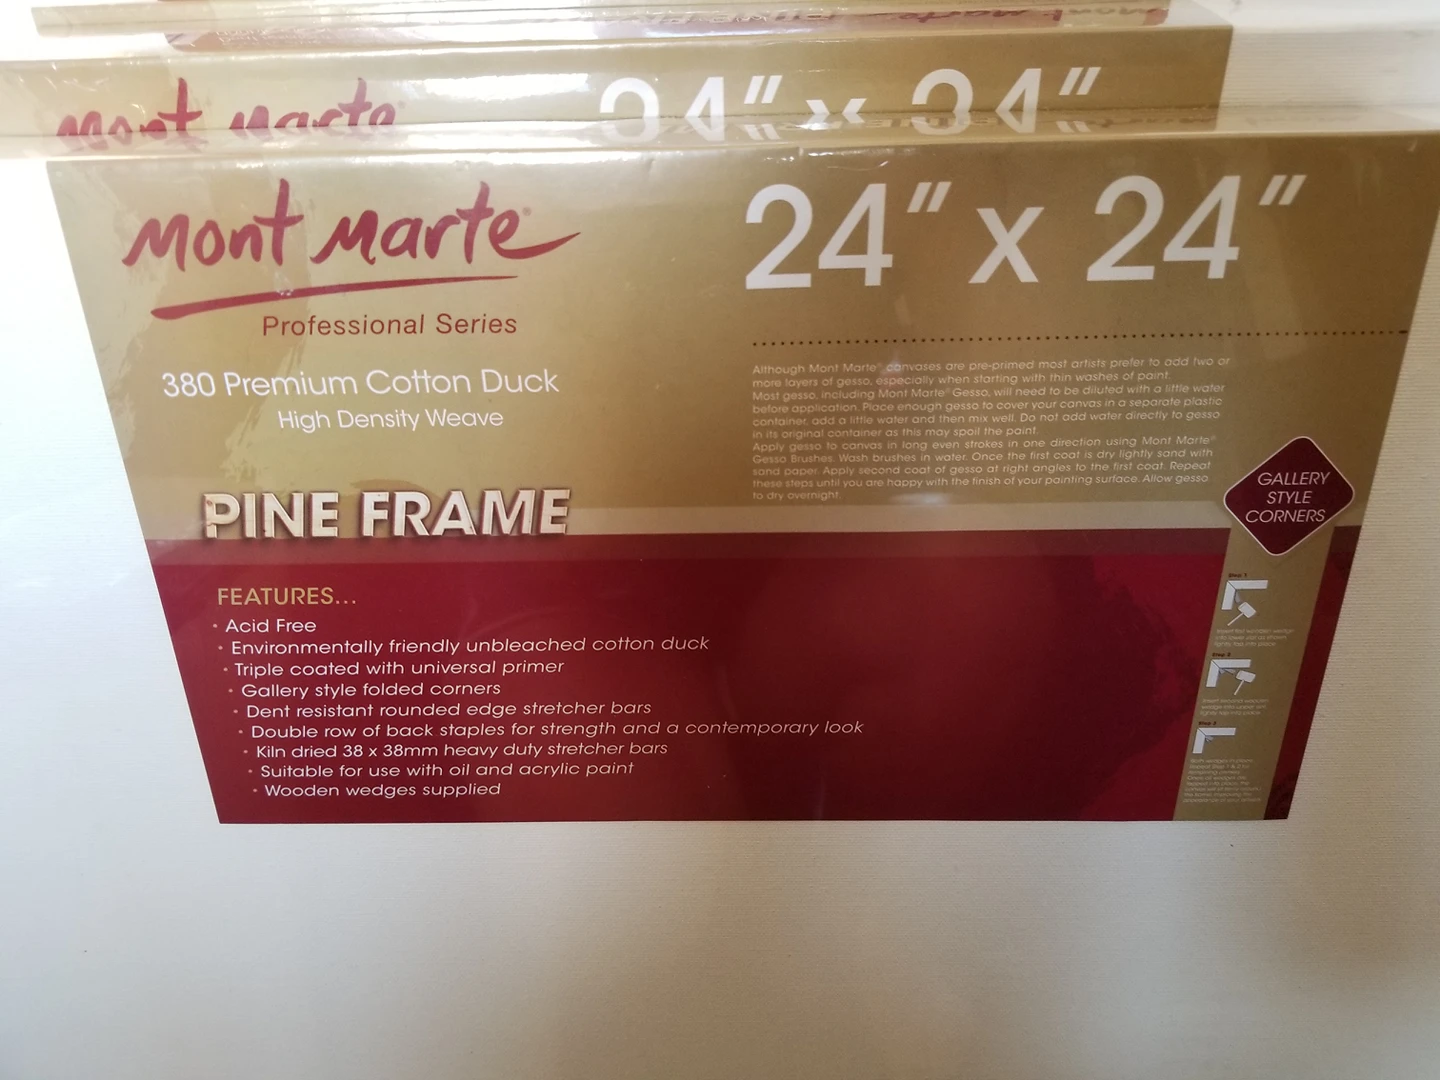 mont marte
24" x 24"
mont marte®
Professional Series
380 Premium Cotton Duck
High Density Weave
PINE FRAME
24" x 24"
Although Mont Marte® canvases are pre-primed most artists prefer to add two or
more layers of gesso, especially when starting with thin washes of paint.
Most gesso, including Mont Marte® Gesso, will need to be diluted with a little water
before application. Place enough gesso to cover your canvas in a separate plastic
container, add a little water and then mix well. Do not add water directly to gesso
in its original container as this may spoil the paint.
Apply gesso to canvas in long even strokes in one direction using Mont Marte®
Gesso Brushes. Wash brushes in water. Once the first coat is dry lightly sand with
sand paper. Apply second coat of gesso at right angles to the first coat. Repeat
these steps until you are happy with the finish of your painting surface. Allow gesso
to dry overnight.
GALLERY
STYLE
CORNERS
FEATURES...
• Acid Free
• Environmentally friendly unbleached cotton duck
• Triple coated with universal primer
• Gallery style folded corners
• Dent resistant rounded edge stretcher bars
• Double row of back staples for strength and a contemporary look
• Kiln dried 38 x 38mm heavy duty stretcher bars
• Suitable for use with oil and acrylic paint
• Wooden wedges supplied
Step 1
Step 2
Step 3